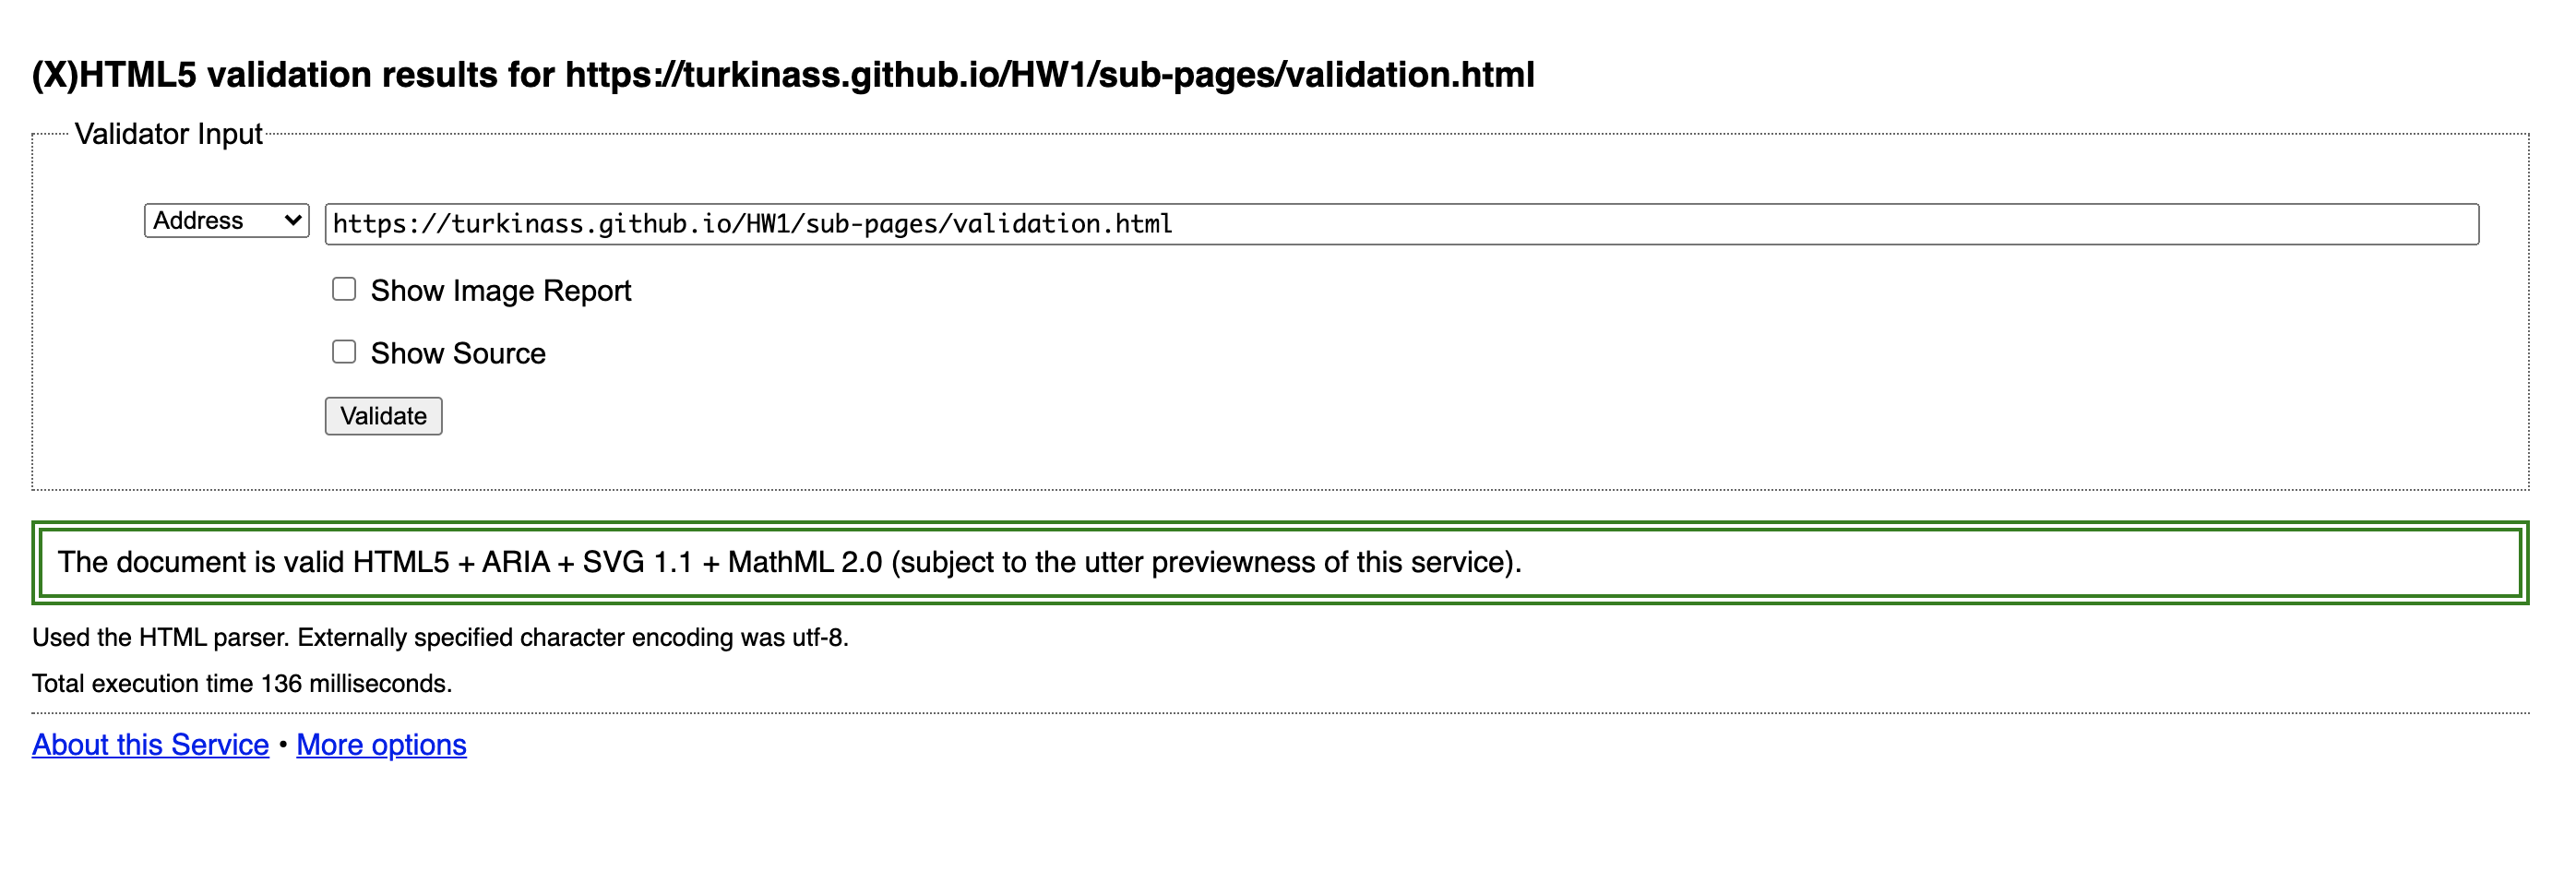 (X)HTML5 validation results for https://turkinass.github.io/HW1/sub-pages/validation.html
Validator Input
Address https://turkinass.github.io/HW1/sub-pages/validation.html
Show Image Report
Show Source
Validate
The document is valid HTML5 + ARIA + SVG 1.1 + MathML 2.0 (subject to the utter previewness of this service).
Used the HTML parser. Externally specified character encoding was utf-8.
Total execution time 136 milliseconds.
About this Service • More options